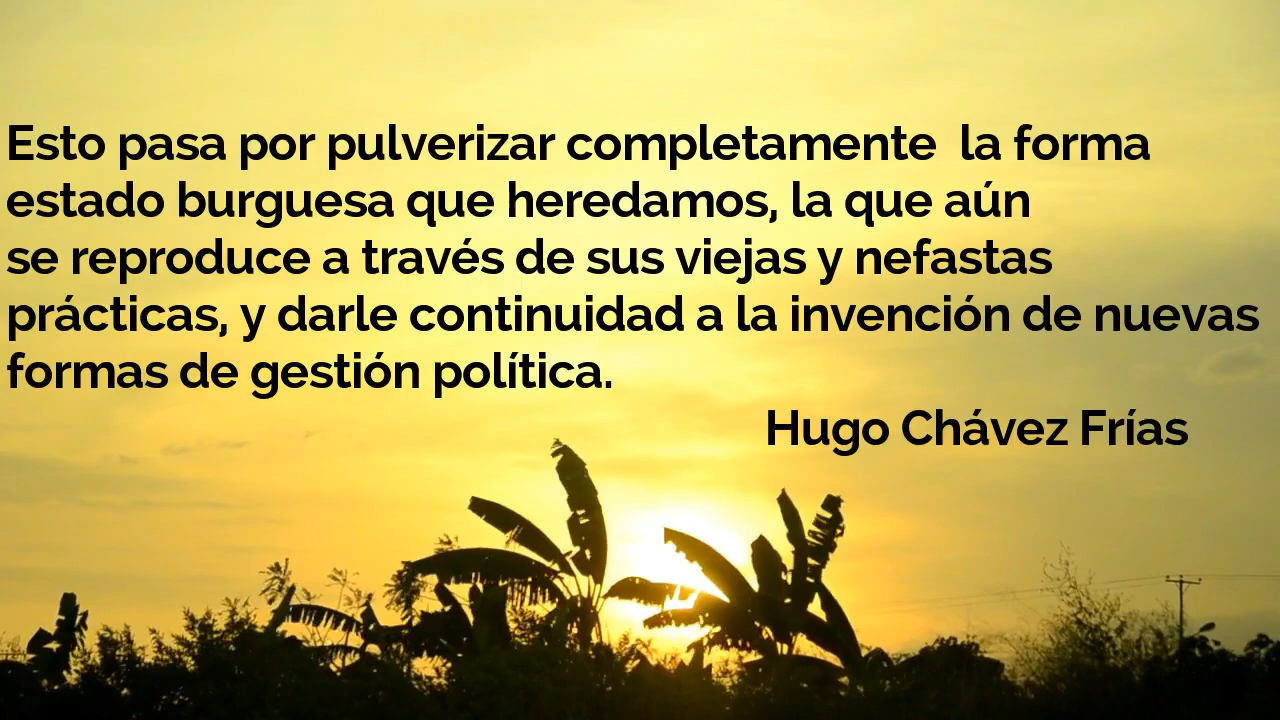 Esto pasa por pulverizar completamente la forma
estado burguesa que heredamos, la que aún
se reproduce a través de sus viejas y nefastas
prácticas, y darle continuidad a la invención de nuevas
formas de gestión política.
Hugo Chávez Frías